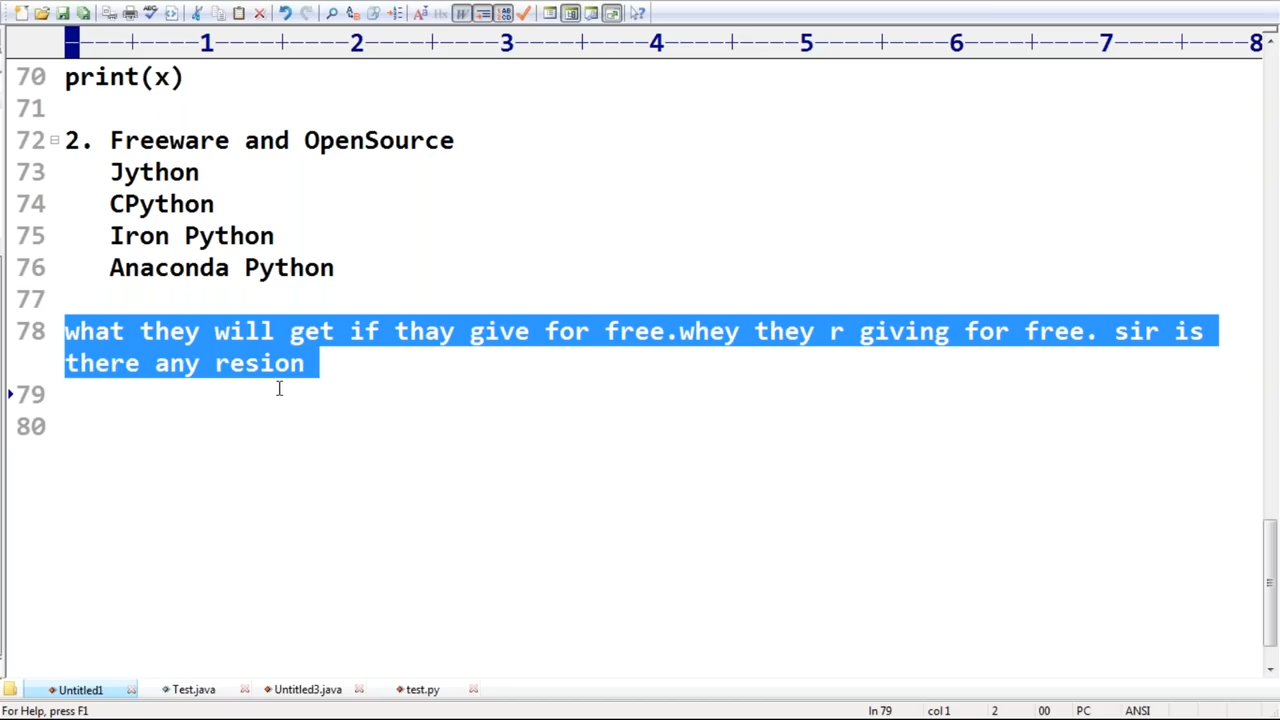 1 2 3 4 5 6 7 8
70 print(x)
71
72 2. Freeware and OpenSource
73 Jython
74 CPython
75 Iron Python
76 Anaconda Python
77
78 what they will get if thay give for free.whey they r giving for free. sir is
there any resion
79
80
Untitled1 Test.java Untitled3.java test.py
For Help, press F1 ln 79 col 1 2 00 PC ANSI